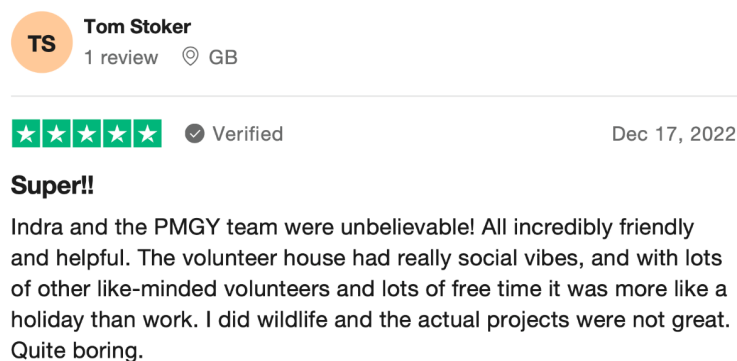 TS
Tom Stoker
1 review GB
Verified Dec 17, 2022
Super!!
Indra and the PMGY team were unbelievable! All incredibly friendly
and helpful. The volunteer house had really social vibes, and with lots
of other like-minded volunteers and lots of free time it was more like a
holiday than work. I did wildlife and the actual projects were not great.
Quite boring.